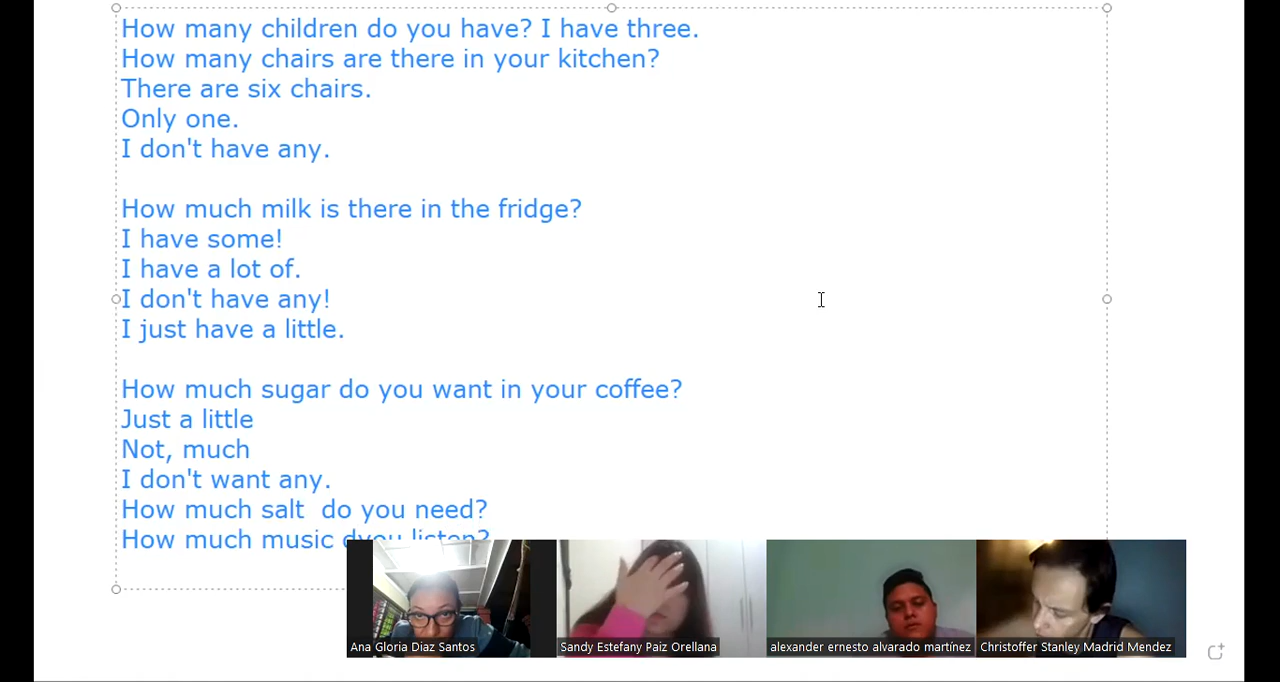 How many children do you have? I have three.
How many chairs are there in your kitchen?
There are six chairs.
Only one.
I don't have any.
How much milk is there in the fridge?
I have some!
I have a lot of.
I don't have any!
I just have a little.
How much sugar do you want in your coffee?
Just a little
Not, much
I don't want any.
How much salt  do you need?
How much music dyou listen?
Ana Gloria Diaz Santos
Sandy Estefany Paiz Orellana
alexander ernesto alvarado martínez
Christoffer Stanley Madrid Mendez